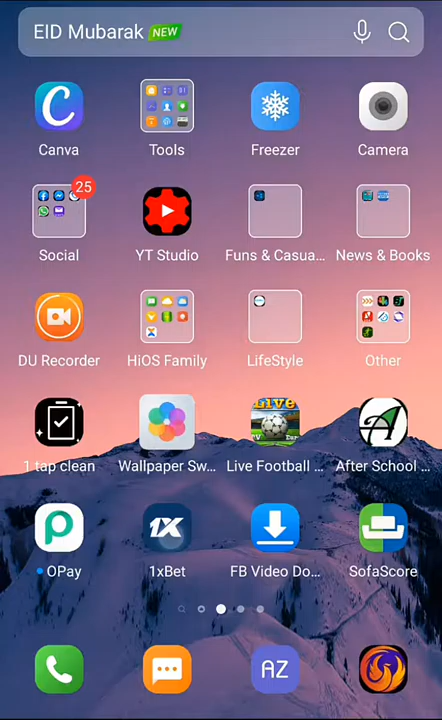 EID Mubarak NEW
Canva
Tools
Freezer
Camera
25
Social
YT Studio
Funs & Casua...
News & Books
DU Recorder
HiOS Family
LifeStyle
Other
Live
1 tap clean
Wallpaper Sw...
Live Football ...
After School ...
1X
OPay
1xBet
FB Video Do...
SofaScore
AZ